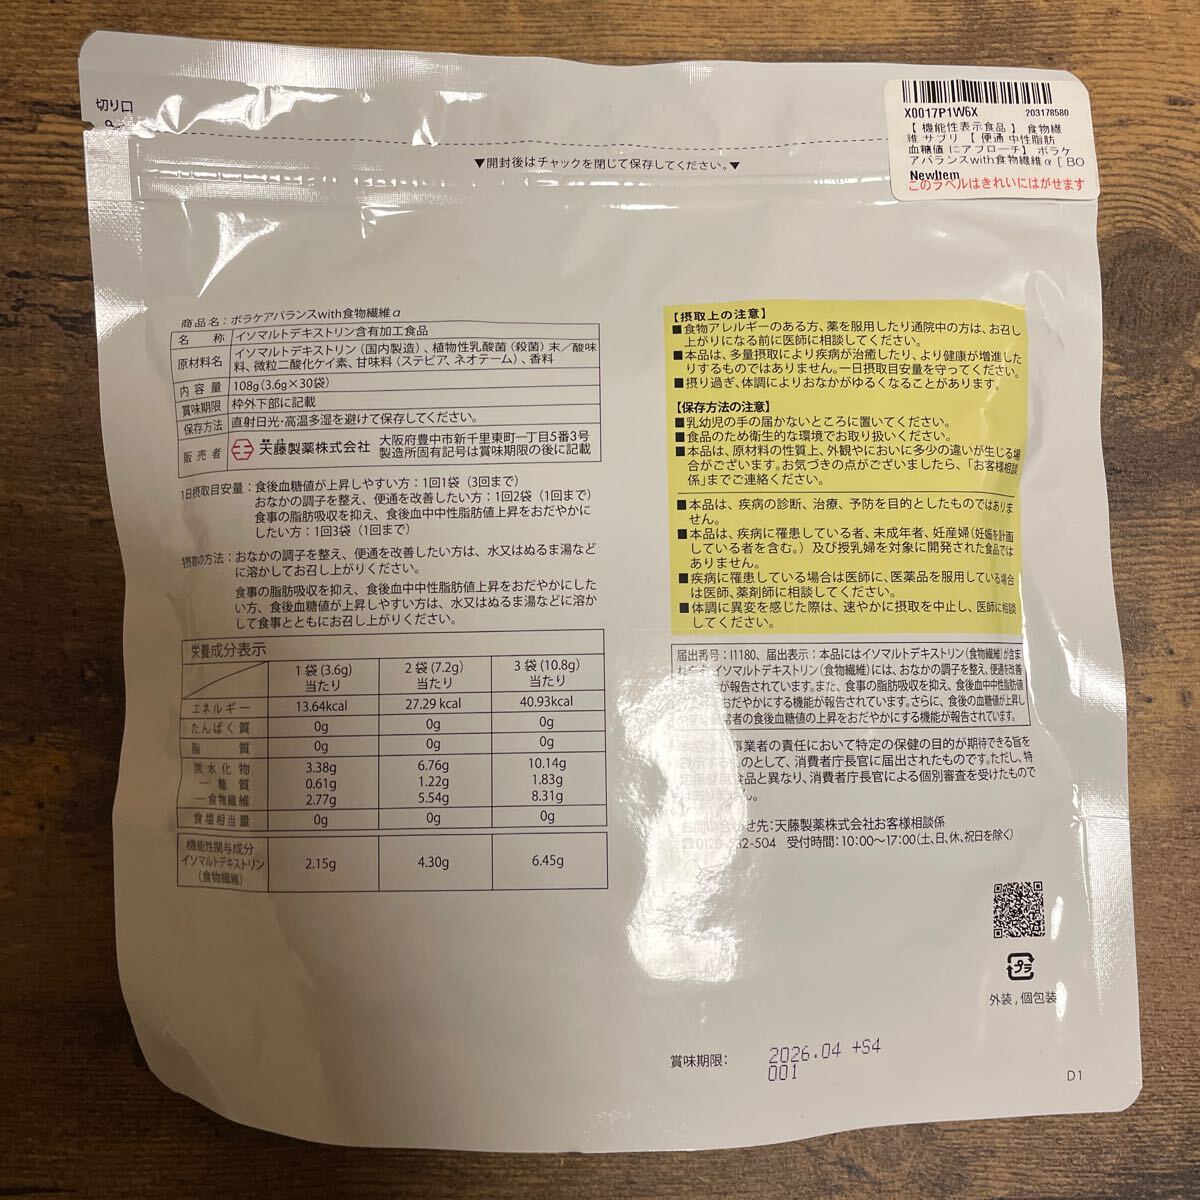 切り口
X0017P1W6X
203178580
【 機能性表示食品 】 食物繊
維 サプリ 【 便通 中性脂肪
血糖値 にアプローチ】 ボラケ
アバランスwith食物繊維α [ BO
NewItem
このラベルはきれいにはがせます
▼開封後はチャックを閉じて保存してください。▼
商品名：ボラケアバランスwith食物繊維α
名 称 イソマルトデキストリン含有加工食品
原材料名 イソマルトデキストリン（国内製造）、植物性乳酸菌（殺菌）末／酸味
料、微粒二酸化ケイ素、甘味料（ステビア、ネオテーム）、香料
内容量 108g（3.6g×30袋）
賞味期限 枠外下部に記載
保存方法 直射日光・高温多湿を避けて保存してください。
販売者 天藤製薬株式会社 大阪府豊中市新千里東町一丁目5番3号
製造所固有記号は賞味期限の後に記載
1日摂取目安量：食後血糖値が上昇しやすい方：1回1袋（3回まで）
おなかの調子を整え、便通を改善したい方：1回2袋（1回まで）
食事の脂肪吸収を抑え、食後血中中性脂肪値上昇をおだやかに
したい方：1回3袋（1回まで）
摂取の方法：おなかの調子を整え、便通を改善したい方は、水又はぬるま湯など
に溶かしてお召し上がりください。
食事の脂肪吸収を抑え、食後血中中性脂肪値上昇をおだやかにした
い方、食後血糖値が上昇しやすい方は、水又はぬるま湯などに溶か
して食事とともにお召し上がりください。
栄養成分表示
1袋(3.6g)当たり 2袋(7.2g)当たり 3袋(10.8g)当たり
エネルギー 13.64kcal 27.29 kcal 40.93kcal
たんぱく質 0g 0g 0g
脂 質 0g 0g 0g
炭水化物 3.38g 6.76g 10.14g
－糖 質 0.61g 1.22g 1.83g
－食物繊維 2.77g 5.54g 8.31g
食塩相当量 0g 0g 0g
機能性関与成分
イソマルトデキストリン
（食物繊維） 2.15g 4.30g 6.45g
【摂取上の注意】
■食物アレルギーのある方、薬を服用したり通院中の方は、お召し
上がりになる前に医師に相談してください。
■本品は、多量摂取により疾病が治癒したり、より健康が増進した
りするものではありません。一日摂取目安量を守ってください。
■摂り過ぎ、体調によりおなかがゆるくなることがあります。
【保存方法の注意】
■乳幼児の手の届かないところに置いてください。
■食品のため衛生的な環境でお取り扱いください。
■本品は、原材料の性質上、外観や味においに多少の違いが生じる場
合がございます。お気づきの点がございましたら、「お客様相談
係」までご連絡ください。
■本品は、疾病の診断、治療、予防を目的としたものではありま
せん。
■本品は、疾病に罹患している者、未成年者、妊産婦（妊娠を計画
している者を含む。）及び授乳婦を対象に開発された食品では
ありません。
■疾病に罹患している場合は医師に、医薬品を服用している場合
は医師、薬剤師に相談してください。
■体調に異変を感じた際は、速やかに摂取を中止し、医師に相談
してください。
届出番号：I1180、届出表示：本品にはイソマルトデキストリン（食物繊維）が含ま
イソマルトデキストリン（食物繊維）には、おなかの調子を整え、便通を改善
が報告されています。また、食事の脂肪吸収を抑え、食後血中中性脂肪値
おだやかにする機能が報告されています。さらに、食後の血糖値が上昇し
常者の食後血糖値の上昇をおだやかにする機能が報告されています。
事業者の責任において特定の保健の目的が期待できる旨を
表示するものとして、消費者庁長官に届出されたものです。ただし、特
定保健用食品と異なり、消費者庁長官による個別審査を受けたもので
はありません。
お問い合わせ先：天藤製薬株式会社お客様相談係
受付時間：10：00～17：00（土、日、休、祝日を除く）
プラ
外装，個包装
賞味期限： 2026.04 +S4
001
D1